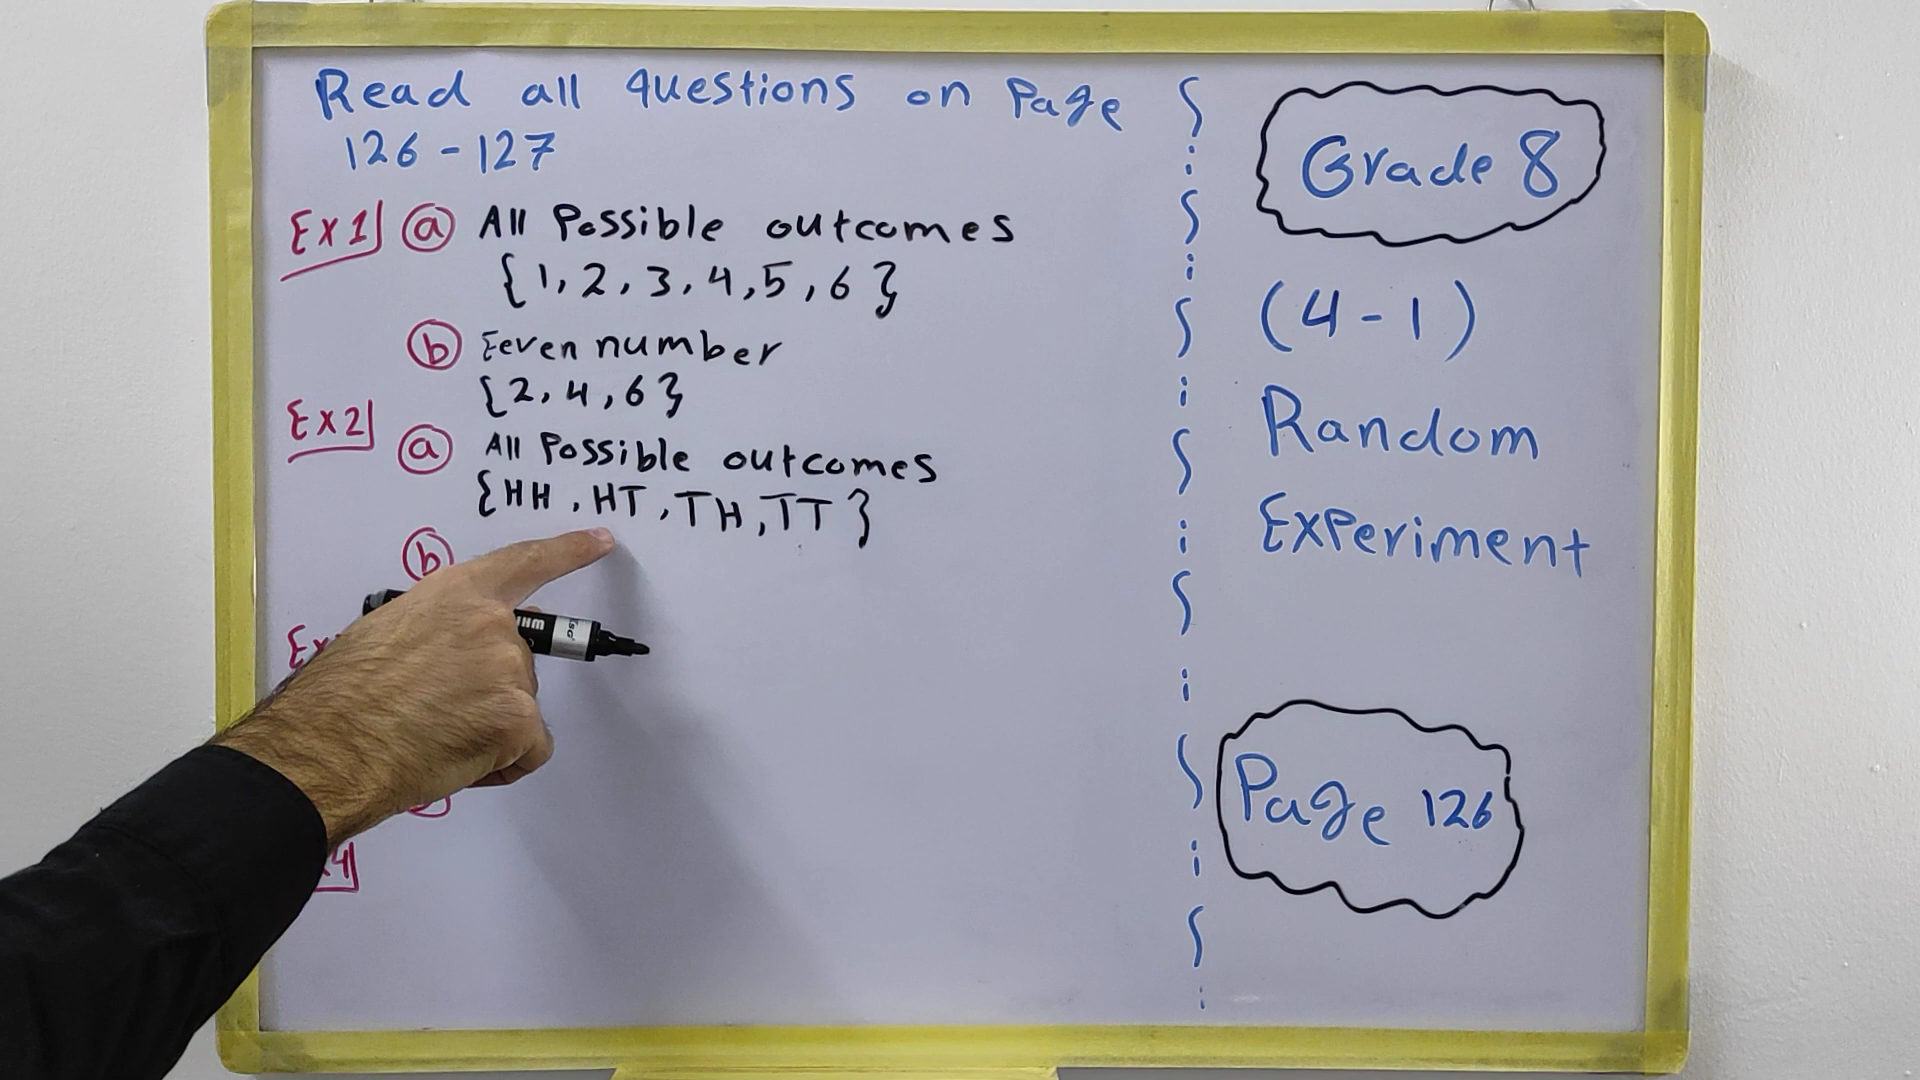 Read all questions on Page
126-127
Ex1 a All Possible outcomes
{1, 2, 3, 4, 5, 6}
b Eeven number
{2, 4, 6}
Ex2
a All Possible outcomes
{HH, HT, TH, TT}
b
Grade 8
(4-1)
Random
Experiment
Page 126